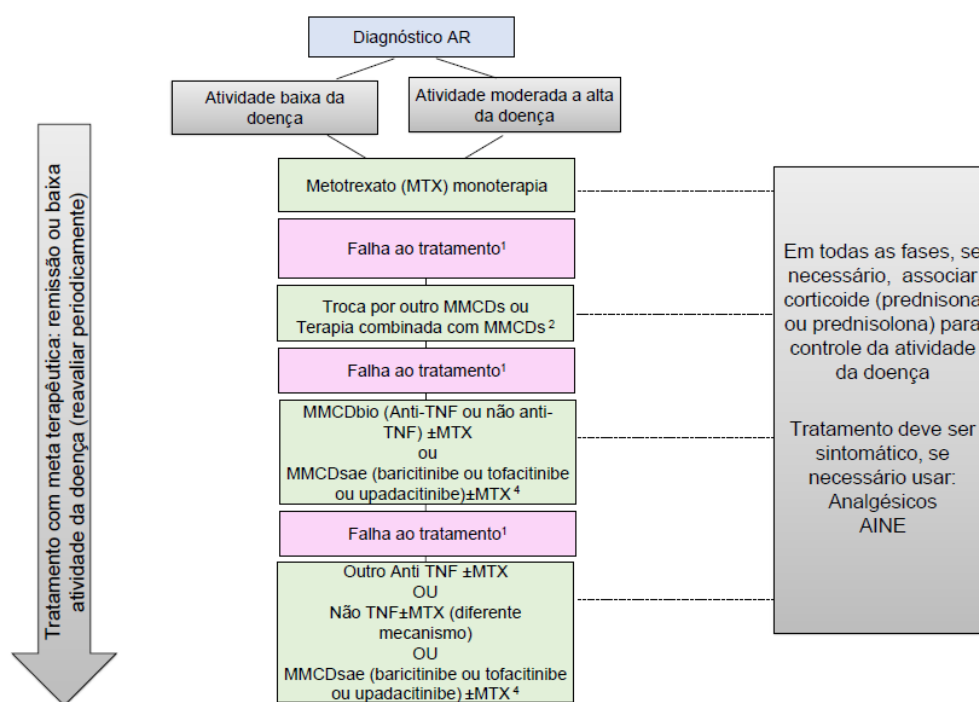 Diagnóstico AR
Atividade baixa da
doença
Atividade moderada a alta
da doença
Tratamento com meta terapêutica: remissão ou baixa
atividade da doença (reavaliar periodicamente)
Metotrexato (MTX) monoterapia
Falha ao tratamento¹
Troca por outro MMCDs ou
Terapia combinada com MMCDs ²
Falha ao tratamento¹
MMCDbio (Anti-TNF ou não anti-
TNF) ±MTX
ou
MMCDsae (baricitinibe ou tofacitinibe
ou upadacitinibe)±MTX ⁴
Falha ao tratamento¹
Outro Anti TNF ±MTX
OU
Não TNF±MTX (diferente
mecanismo)
OU
MMCDsae (baricitinibe ou tofacitinibe
ou upadacitinibe) ±MTX ⁴
Em todas as fases, se
necessário, associar
corticoide (prednisona
ou prednisolona) para
controle da atividade
da doença
Tratamento deve ser
sintomático, se
necessário usar:
Analgésicos
AINE